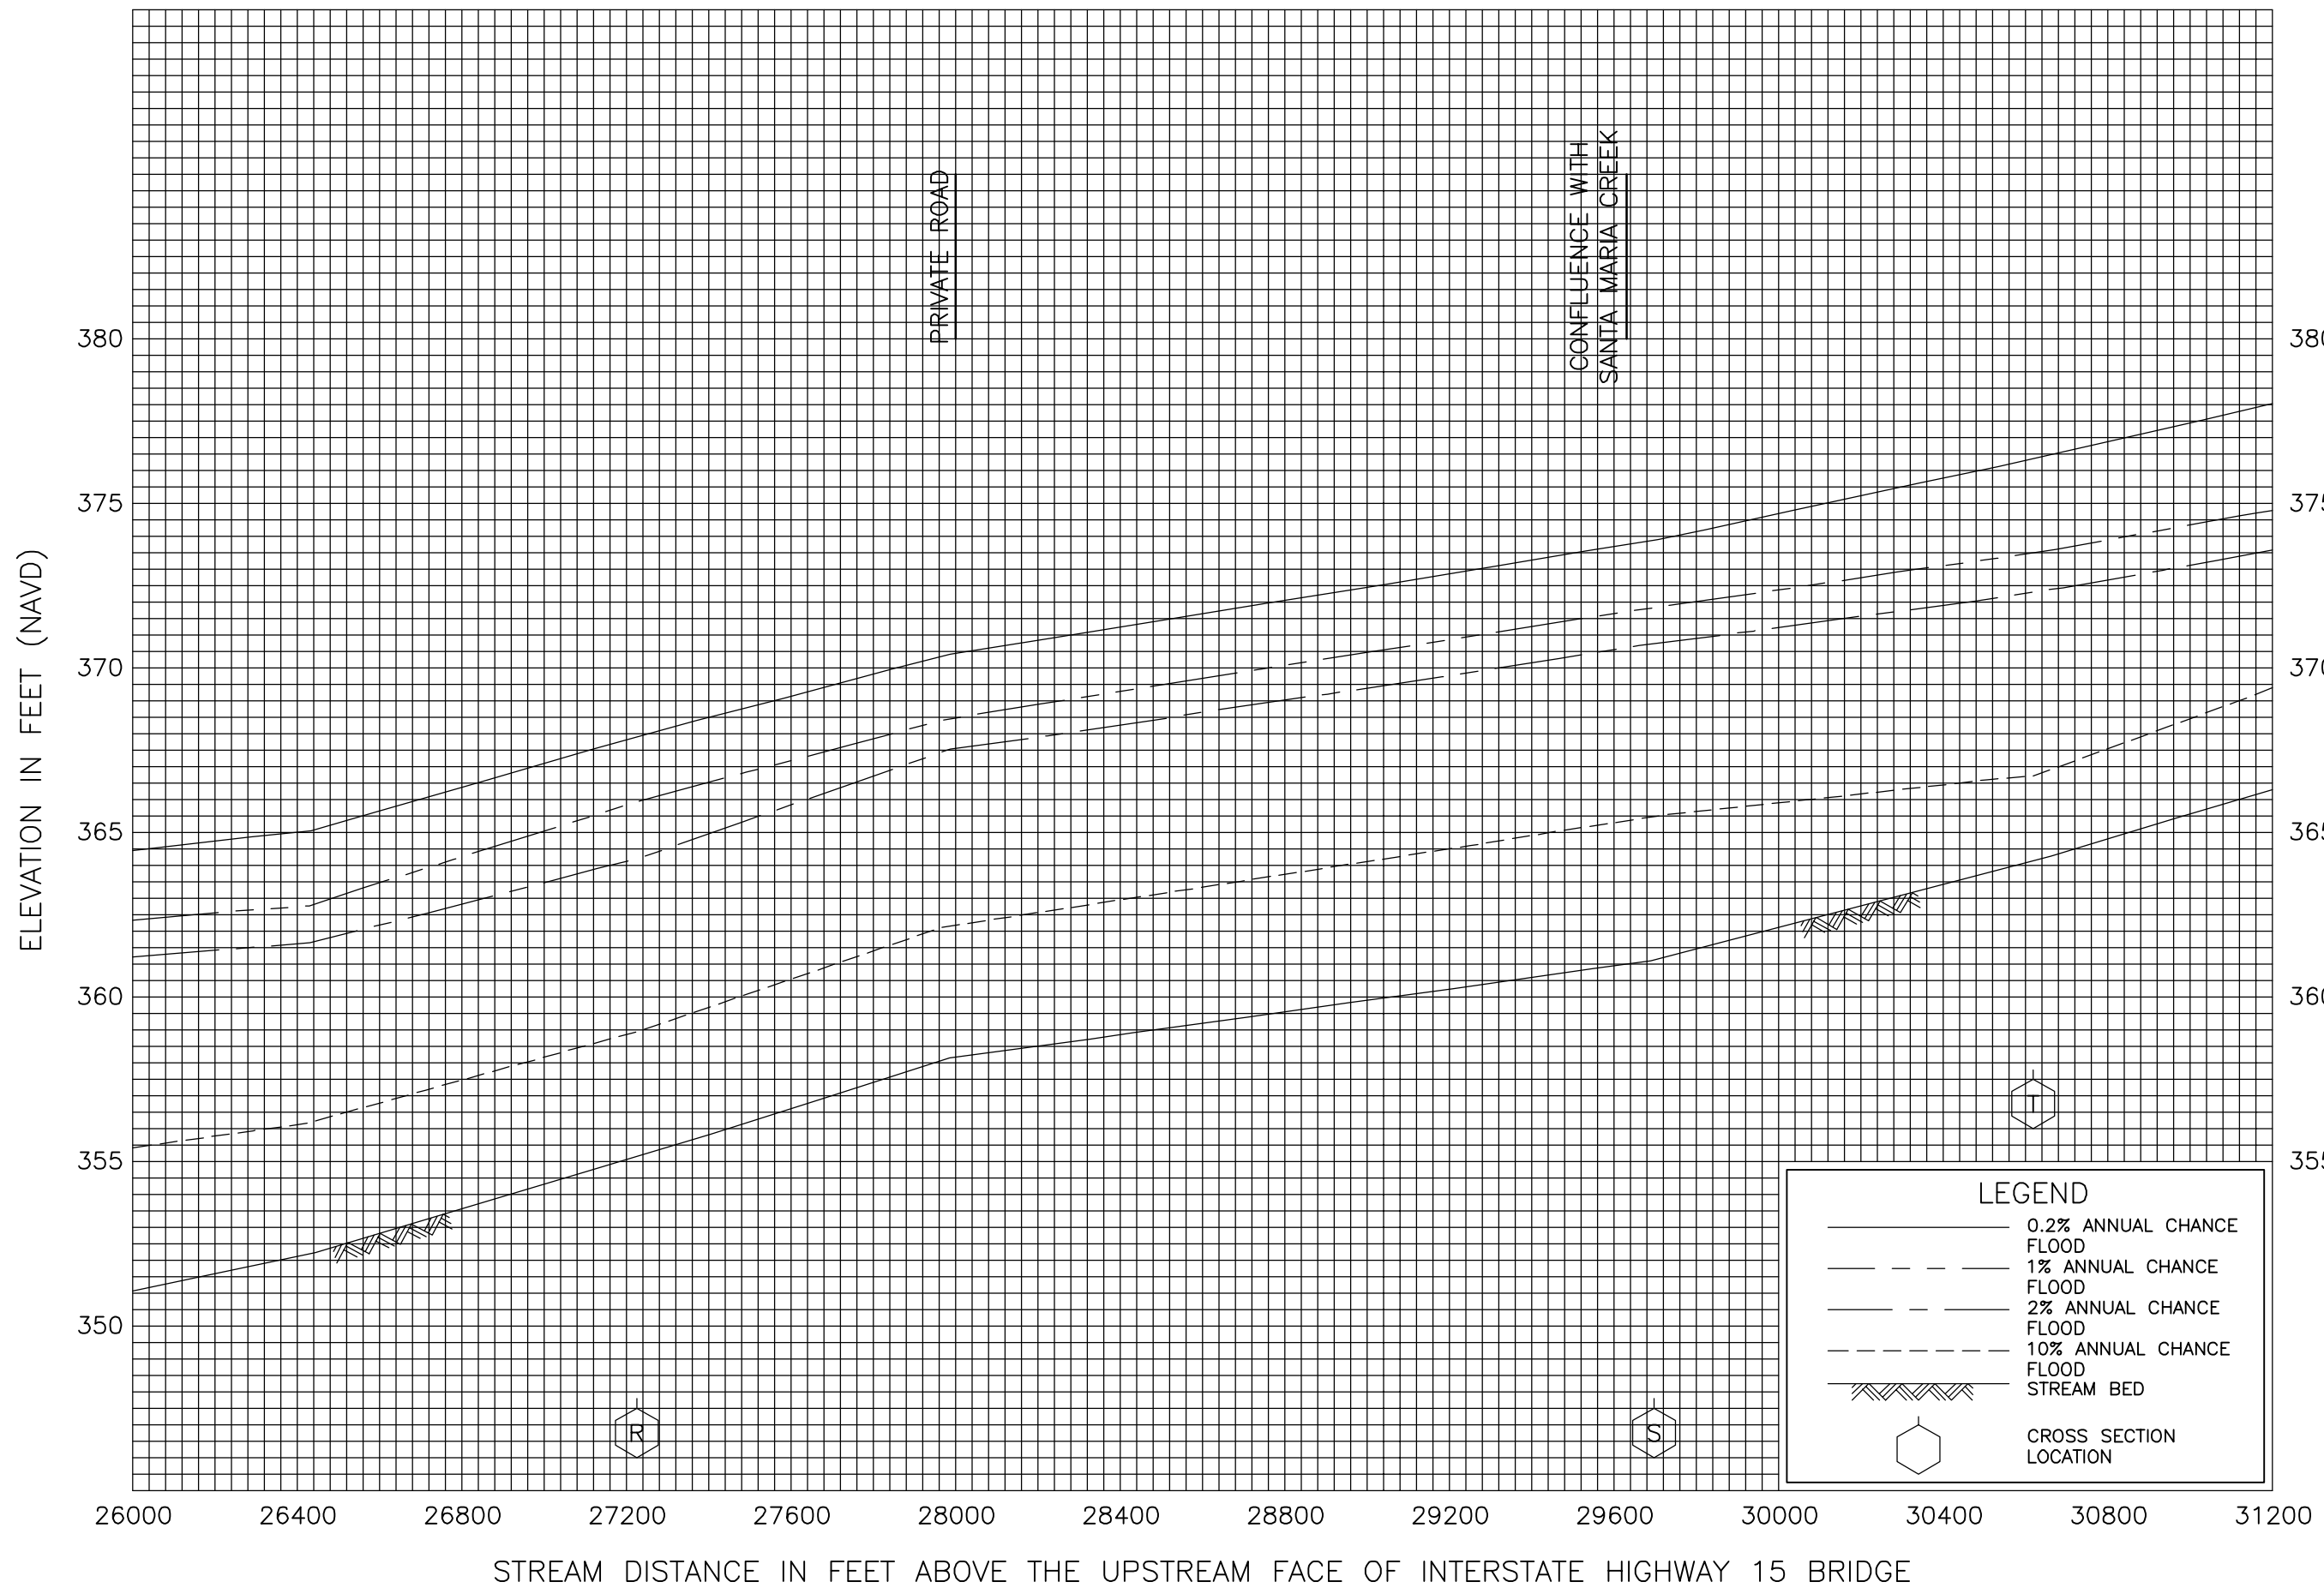 PRIVATE ROAD
CONFLUENCE WITH
SANTA MARIA CREEK
ELEVATION IN FEET (NAVD)
380
375
370
365
360
355
350
380
375
370
365
360
355
R
S
T
LEGEND
0.2% ANNUAL CHANCE
FLOOD
1% ANNUAL CHANCE
FLOOD
2% ANNUAL CHANCE
FLOOD
10% ANNUAL CHANCE
FLOOD
STREAM BED
CROSS SECTION
LOCATION
26000 26400 26800 27200 27600 28000 28400 28800 29200 29600 30000 30400 30800 31200
STREAM DISTANCE IN FEET ABOVE THE UPSTREAM FACE OF INTERSTATE HIGHWAY 15 BRIDGE